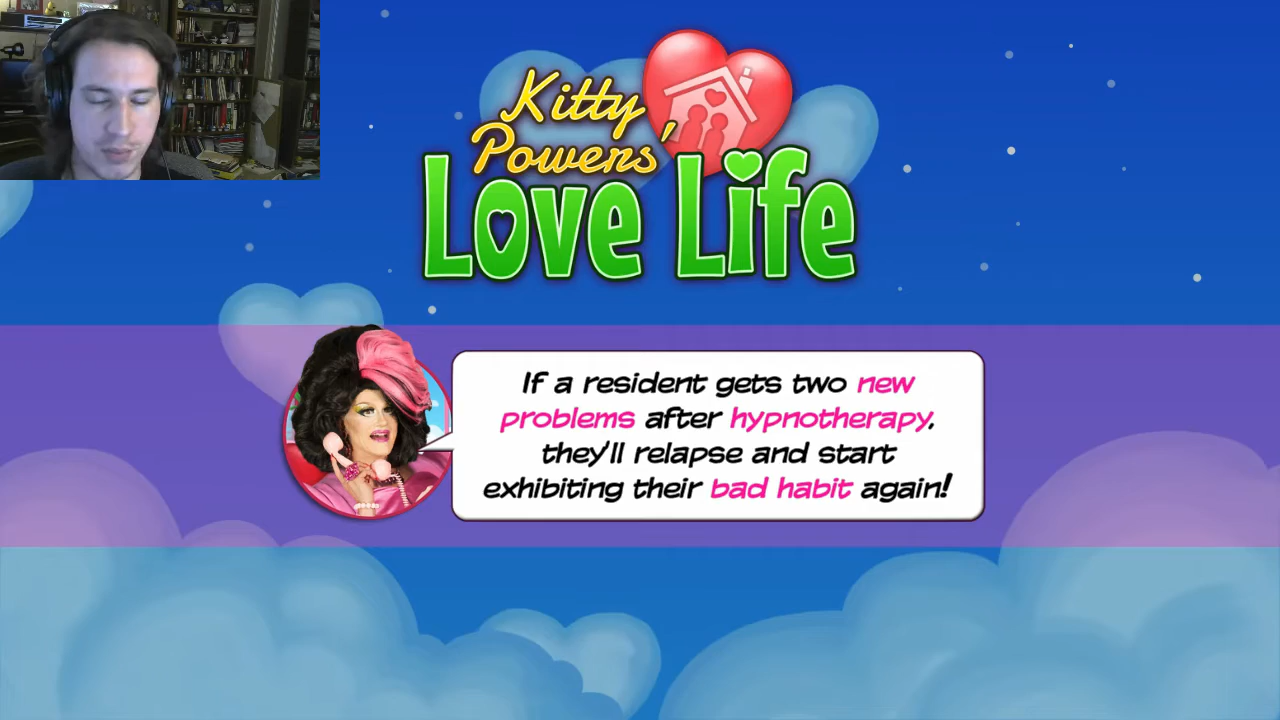 Kitty
Powers'
Love Life
If a resident gets two new
problems after hypnotherapy,
they'll relapse and start
exhibiting their bad habit again!